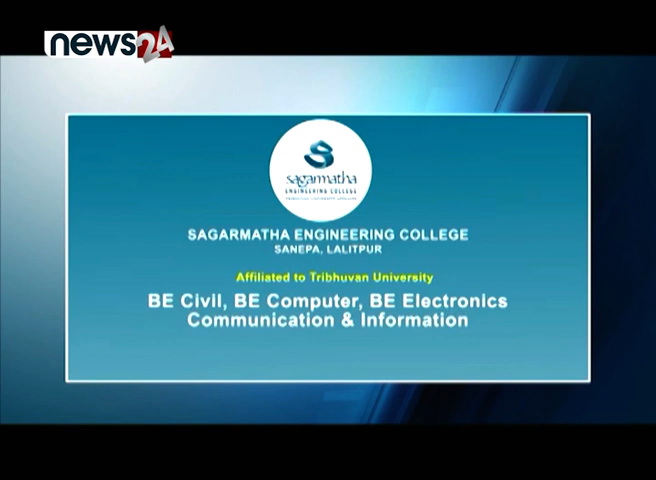 news24
sagarmatha
ENGINEERING COLLEGE
SAGARMATHA ENGINEERING COLLEGE
SANEPA, LALITPUR
Affiliated to Tribhuvan University
BE Civil, BE Computer, BE Electronics
Communication & Information